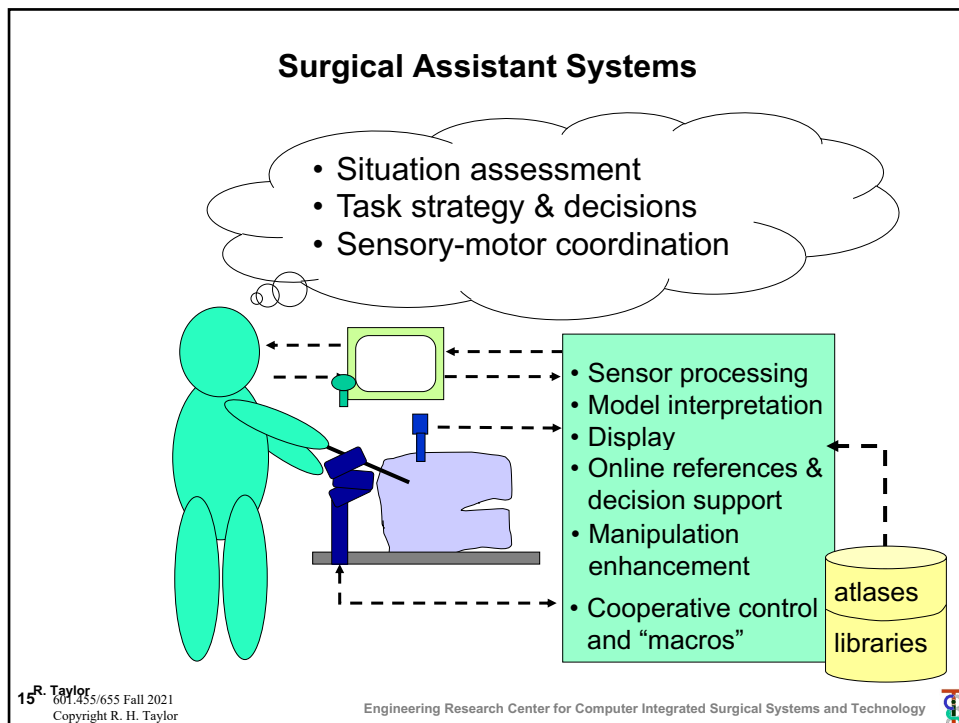 Surgical Assistant Systems
• Situation assessment
• Task strategy & decisions
• Sensory-motor coordination
• Sensor processing
• Model interpretation
• Display
• Online references &
decision support
• Manipulation
enhancement
• Cooperative control
and “macros”
atlases
libraries
R. Taylor
15
601.455/655 Fall 2021
Copyright R. H. Taylor
Engineering Research Center for Computer Integrated Surgical Systems and Technology